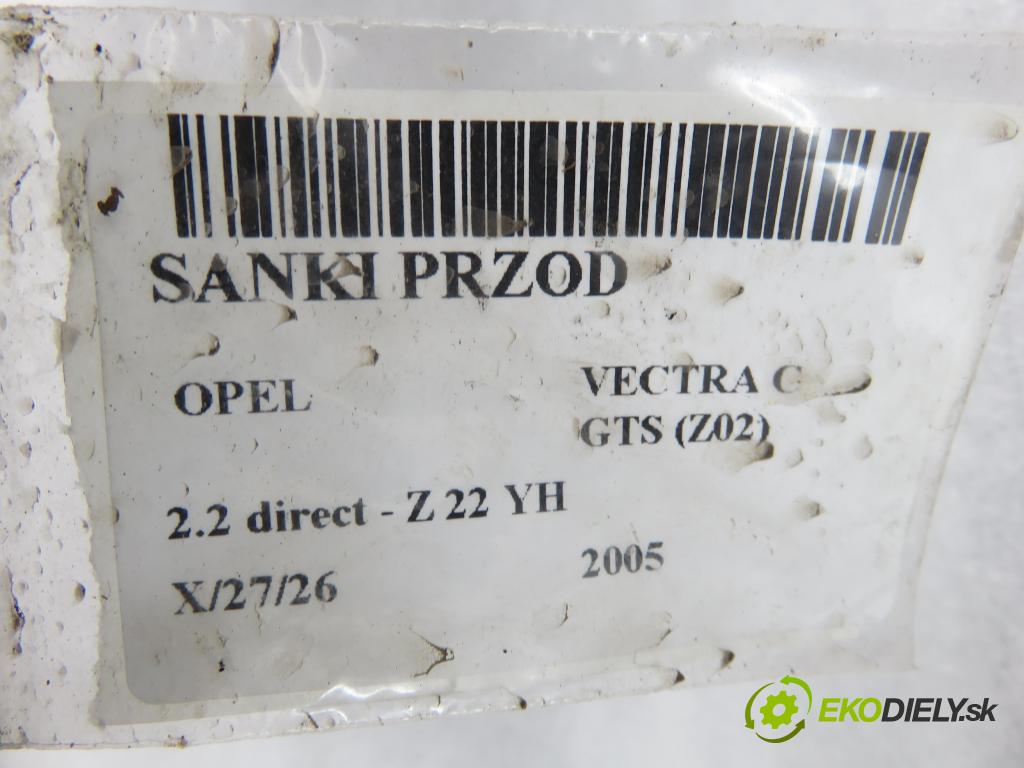 SANKI PRZOD
OPEL
VECTRA C
GTS (Z02)
2.2 direct - Z 22 YH
X/27/26
2005
EKODIELY.sk